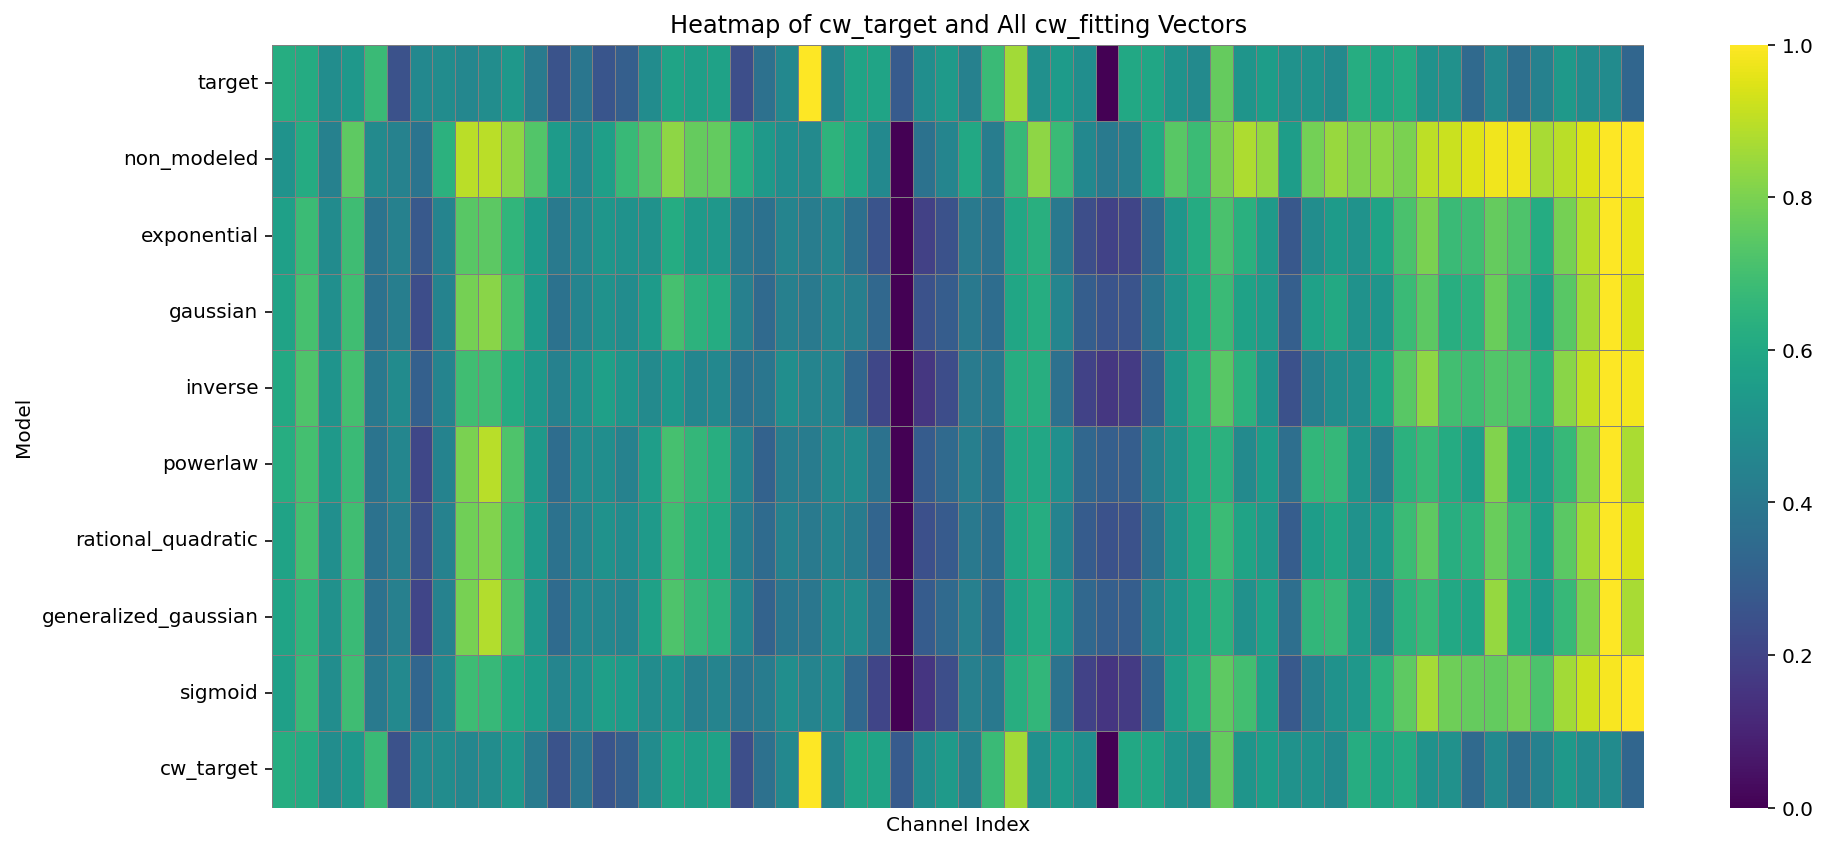 Heatmap of cw_target and All cw_fitting Vectors
target
non_modeled
exponential
gaussian
inverse
powerlaw
rational_quadratic
generalized_gaussian
sigmoid
cw_target
Model
Channel Index
1.0
0.8
0.6
0.4
0.2
0.0